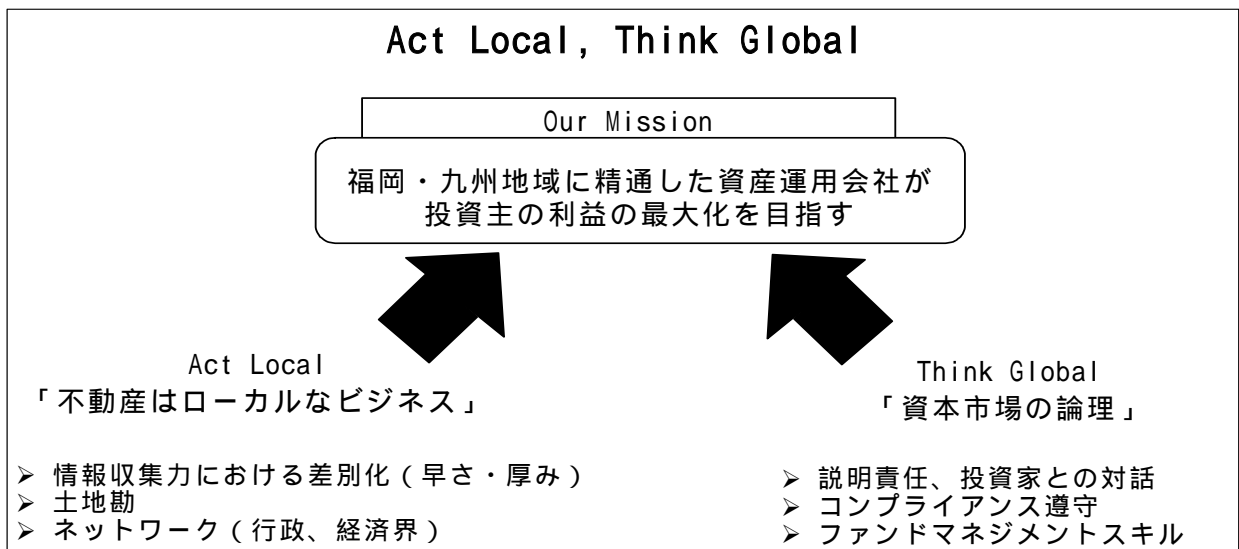 Act Local, Think Global
Our Mission
福岡・九州地域に精通した資産運用会社が
投資主の利益の最大化を目指す
Act Local
「不動産はローカルなビジネス」
➢ 情報収集力における差別化(早さ・厚み)
➢ 土地勘
➢ ネットワーク(行政、経済界)
Think Global
「資本市場の論理」
➢ 説明責任、投資家との対話
➢ コンプライアンス遵守
➢ ファンドマネジメントスキル